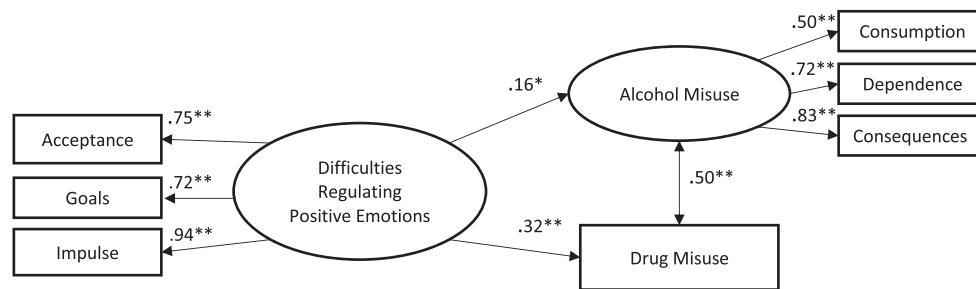 .50**
Consumption
.72**
Dependence
.83**
Consequences
Alcohol Misuse
.16*
.75**
Acceptance
.72**
Goals
.94**
Impulse
Difficulties
Regulating
Positive Emotions
.50**
.32**
Drug Misuse